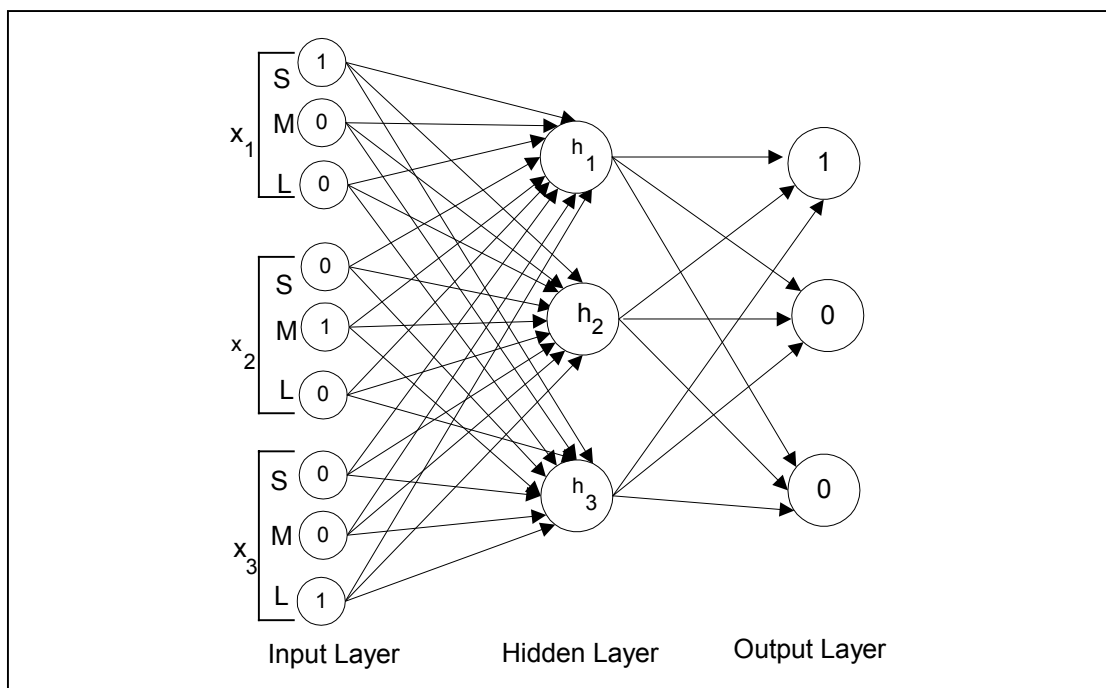 x1
S 1
M 0
L 0
x2
S 0
M 1
L 0
x3
S 0
M 0
L 1
h1
h2
h3
1
0
0
Input Layer
Hidden Layer
Output Layer